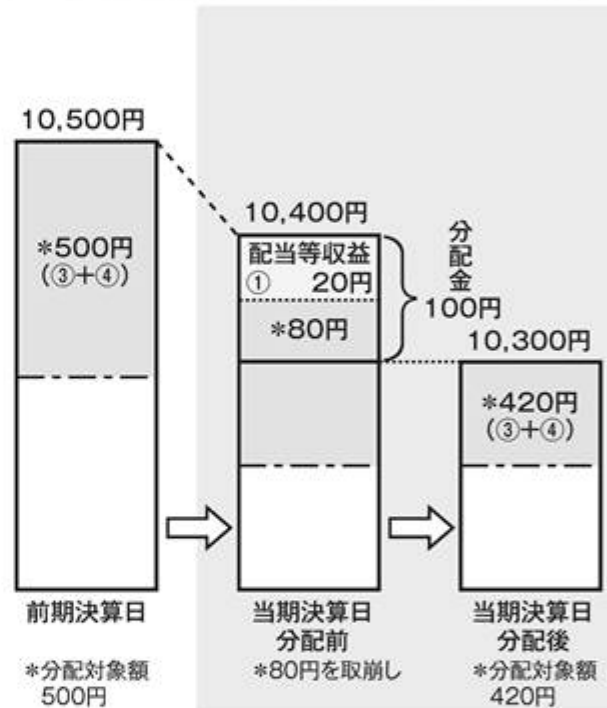 10,500円
*500円
(③+④)
前期決算日
*分配対象額
500円
10,400円
配当等収益
① 20円
*80円
分配金
100円
当期決算日
分配前
*80円を取崩し
10,300円
*420円
(③+④)
当期決算日
分配後
*分配対象額
420円